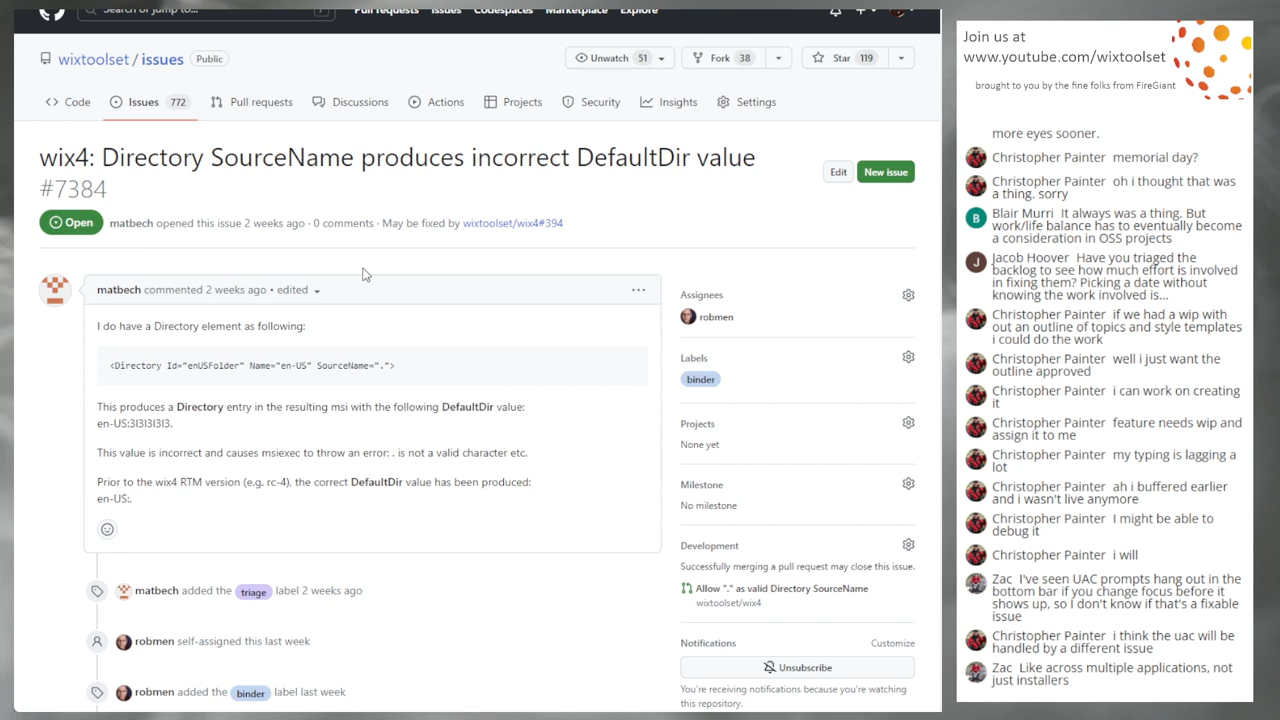 Search or jump to...
Pull requests Issues Codespaces Marketplace Explore
wixtoolset / issues Public
Unwatch 51 Fork 38 Star 119
Code Issues 772 Pull requests Discussions Actions Projects Security Insights Settings
wix4: Directory SourceName produces incorrect DefaultDir value
#7384
Edit New issue
Open matbech opened this issue 2 weeks ago · 0 comments · May be fixed by wixtoolset/wix4#394
matbech commented 2 weeks ago • edited
I do have a Directory element as following:
<Directory Id="enUSFolder" Name="en-US" SourceName=".">
This produces a Directory entry in the resulting msi with the following DefaultDir value:
en-US:3l3l3l3l3.
This value is incorrect and causes msiexec to throw an error: . is not a valid character etc.
Prior to the wix4 RTM version (e.g. rc-4), the correct DefaultDir value has been produced:
en-US:.
matbech added the triage label 2 weeks ago
robmen self-assigned this last week
robmen added the binder label last week
Assignees
robmen
Labels
binder
Projects
None yet
Milestone
No milestone
Development
Successfully merging a pull request may close this issue.
Allow "." as valid Directory SourceName
wixtoolset/wix4
Notifications Customize
Unsubscribe
You're receiving notifications because you're watching
this repository.
Join us at
www.youtube.com/wixtoolset
brought to you by the fine folks from FireGiant
more eyes sooner.
Christopher Painter memorial day?
Christopher Painter oh i thought that was
a thing. sorry
B Blair Murri It always was a thing. But
work/life balance has to eventually become
a consideration in OSS projects
J Jacob Hoover Have you triaged the
backlog to see how much effort is involved
in fixing them? Picking a date without
knowing the work involved is...
Christopher Painter if we had a wip with
out an outline of topics and style templates
i could do the work
Christopher Painter well i just want the
outline approved
Christopher Painter i can work on creating
it
Christopher Painter feature needs wip and
assign it to me
Christopher Painter my typing is lagging a
lot
Christopher Painter ah i buffered earlier
and i wasn't live anymore
Christopher Painter I might be able to
debug it
Christopher Painter i will
Zac I've seen UAC prompts hang out in the
bottom bar if you change focus before it
shows up, so I don't know if that's a fixable
issue
Christopher Painter i think the uac will be
handled by a different issue
Zac Like across multiple applications, not
just installers